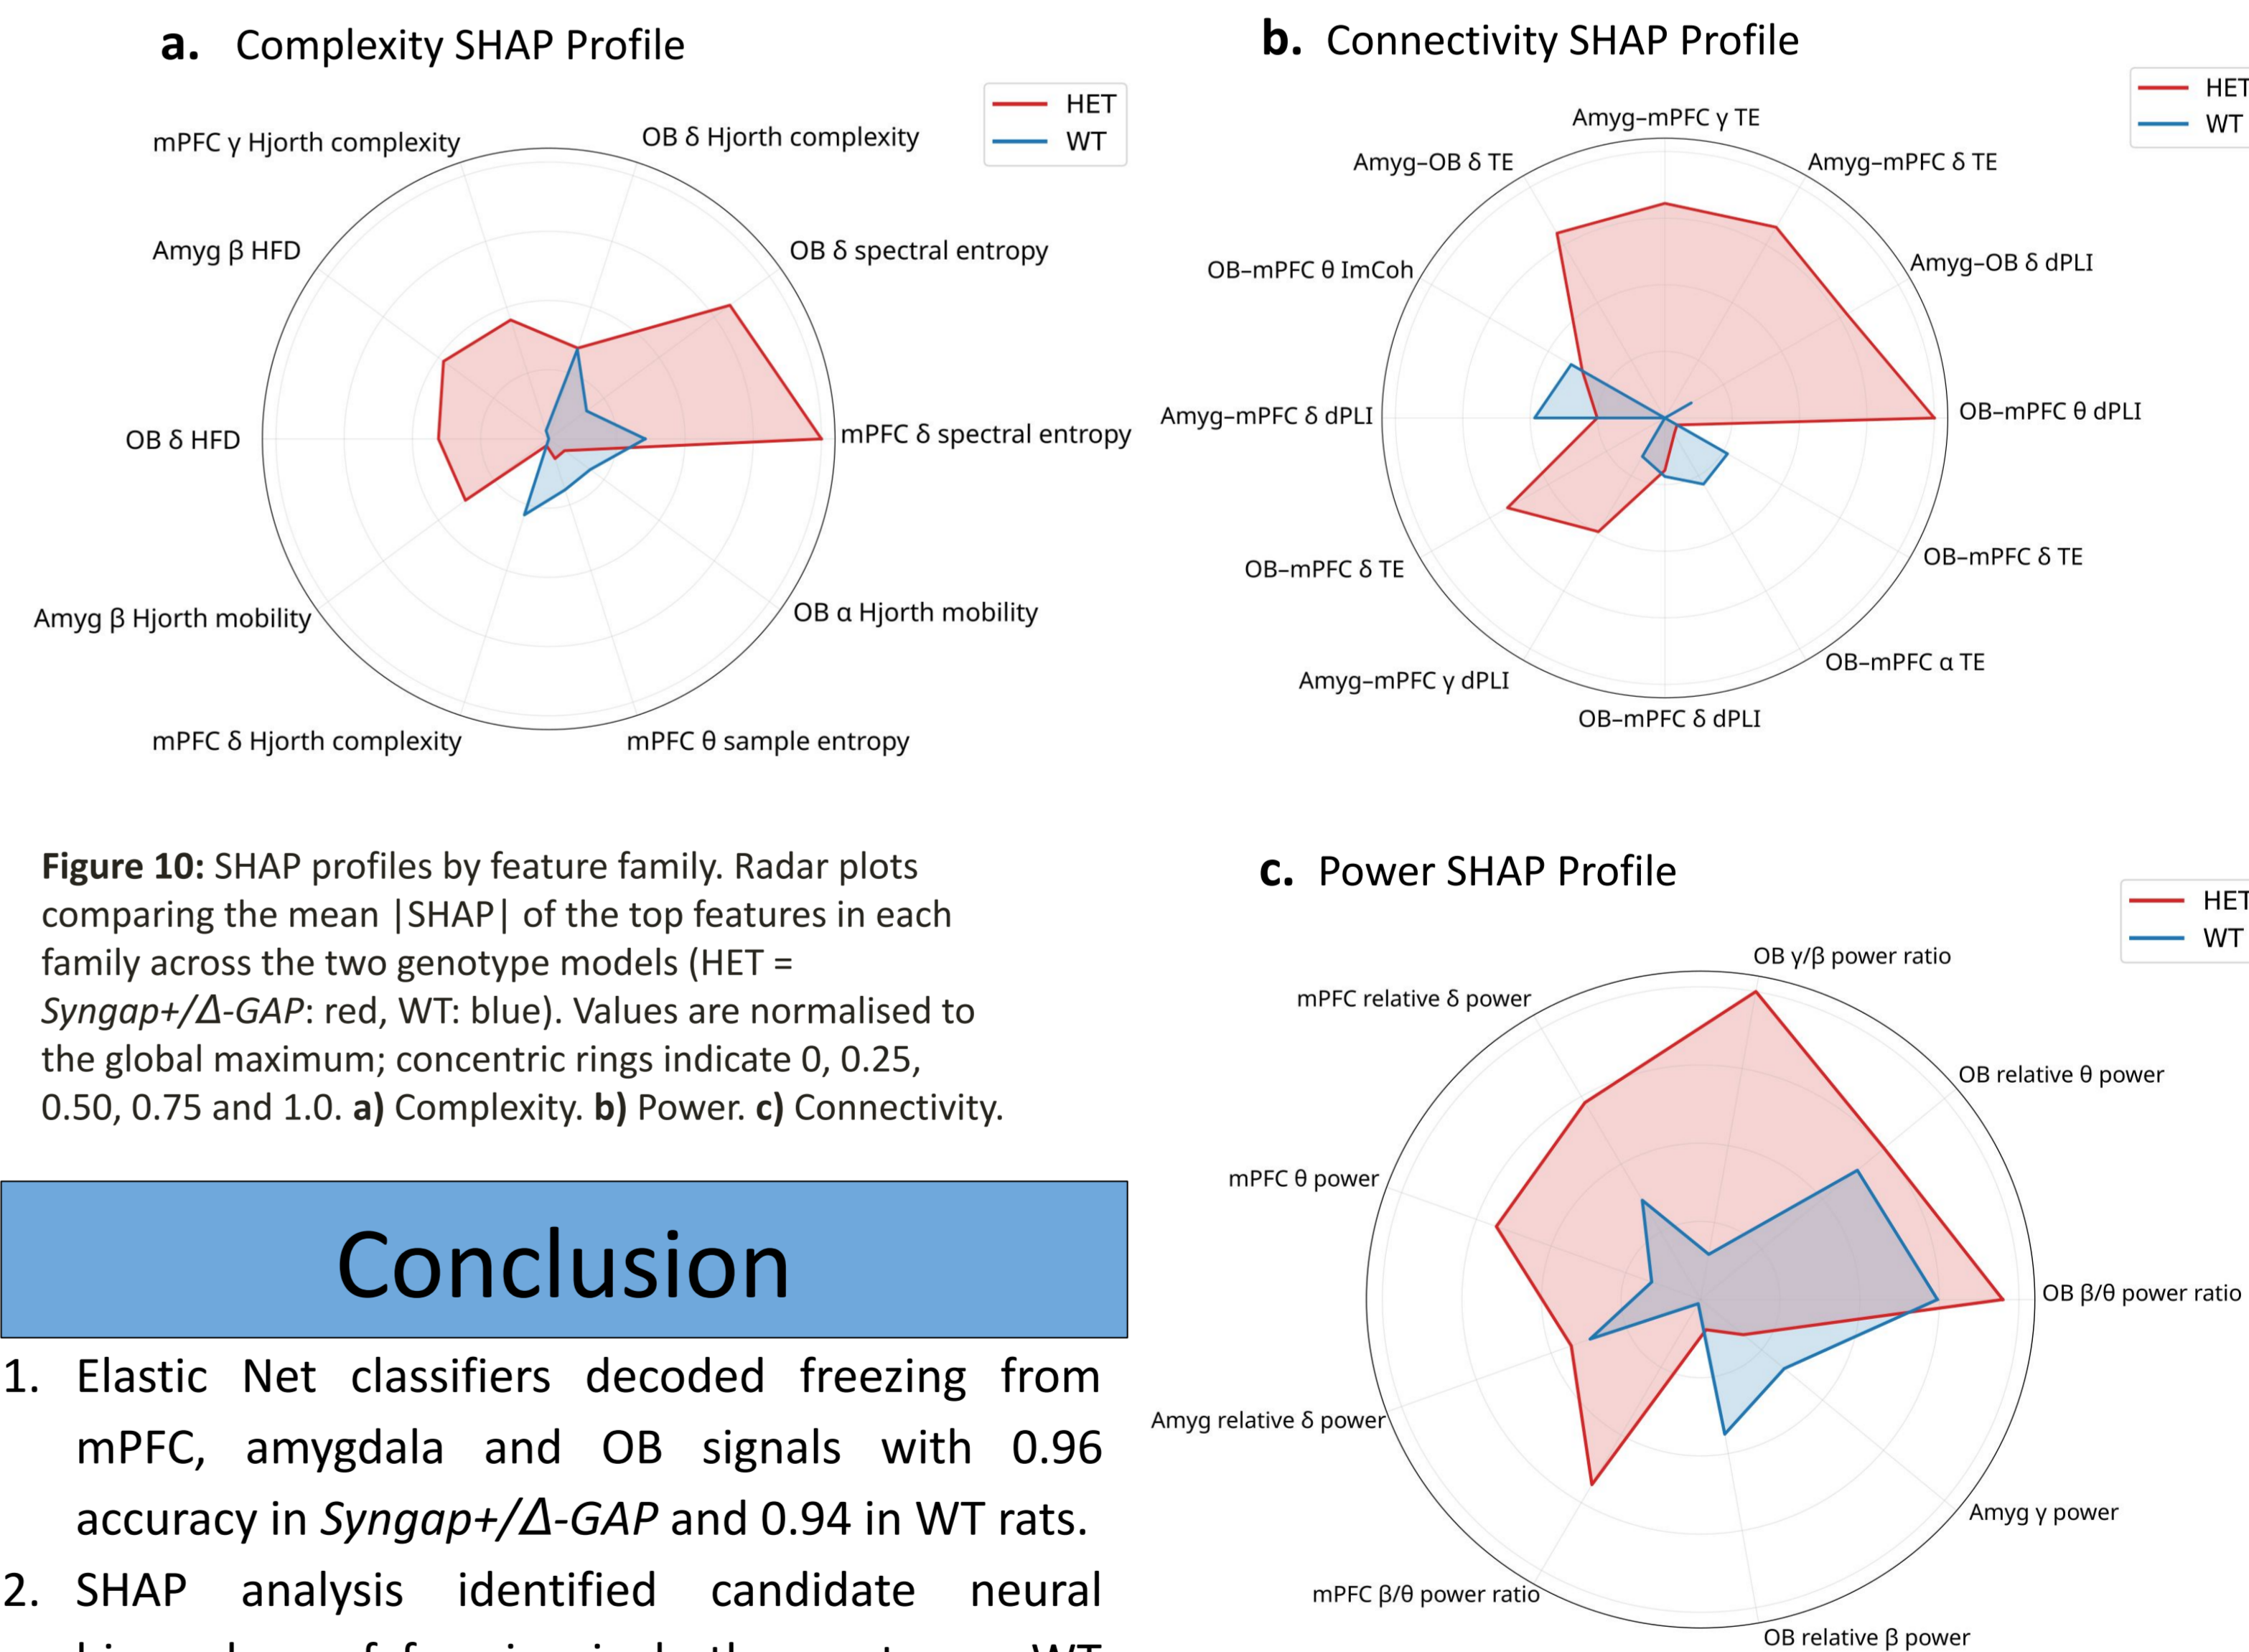 a. Complexity SHAP Profile
HET
WT
OB δ Hjorth complexity
mPFC γ Hjorth complexity
OB δ spectral entropy
Amyg β HFD
mPFC δ spectral entropy
OB δ HFD
OB α Hjorth mobility
Amyg β Hjorth mobility
mPFC θ sample entropy
mPFC δ Hjorth complexity
b. Connectivity SHAP Profile
HET
WT
Amyg–mPFC γ TE
Amyg–OB δ TE
Amyg–mPFC δ TE
OB–mPFC θ ImCoh
Amyg–OB δ dPLI
Amyg–mPFC δ dPLI
OB–mPFC θ dPLI
OB–mPFC δ TE
OB–mPFC δ TE
Amyg–mPFC γ dPLI
OB–mPFC α TE
OB–mPFC δ dPLI
Figure 10: SHAP profiles by feature family. Radar plots
comparing the mean |SHAP| of the top features in each
family across the two genotype models (HET =
Syngap+/Δ-GAP: red, WT: blue). Values are normalised to
the global maximum; concentric rings indicate 0, 0.25,
0.50, 0.75 and 1.0. a) Complexity. b) Power. c) Connectivity.
c. Power SHAP Profile
HET
WT
OB γ/β power ratio
mPFC relative δ power
OB relative θ power
mPFC θ power
OB β/θ power ratio
Amyg relative δ power
Amyg γ power
mPFC β/θ power ratio
OB relative β power
Conclusion
1. Elastic Net classifiers decoded freezing from
mPFC, amygdala and OB signals with 0.96
accuracy in Syngap+/Δ-GAP and 0.94 in WT rats.
2. SHAP analysis identified candidate neural